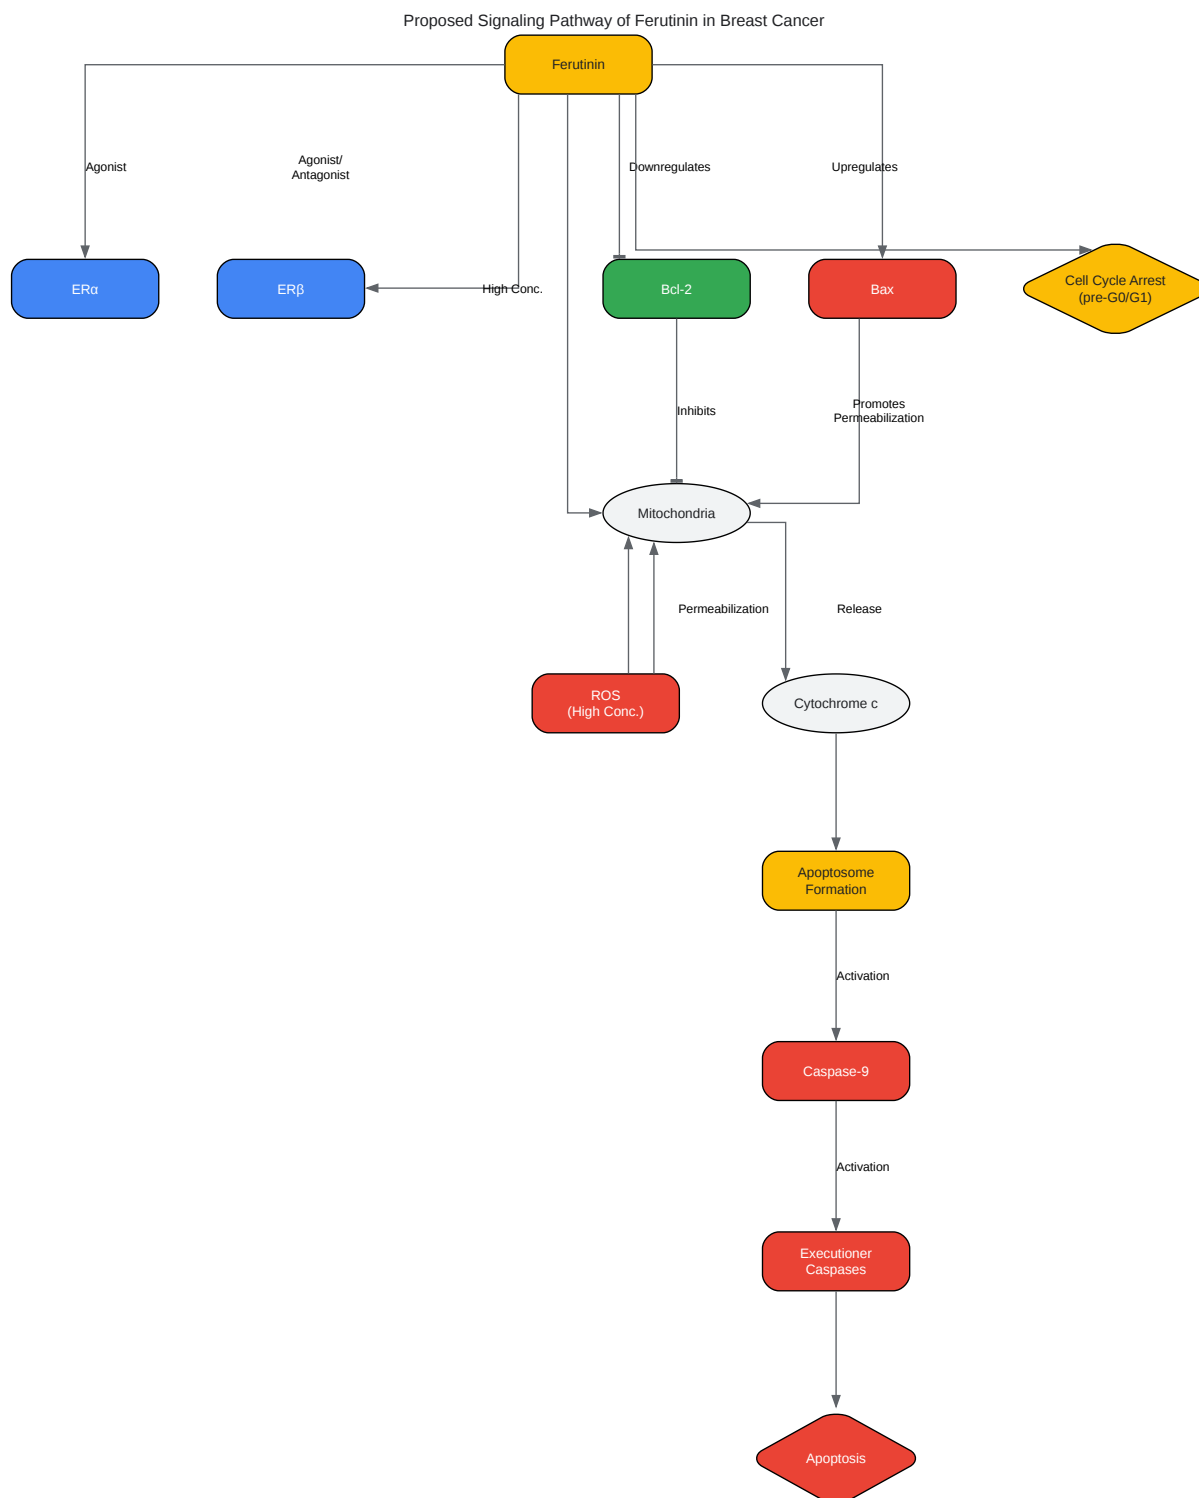 Proposed Signaling Pathway of Ferutinin in Breast Cancer
Ferutinin
Agonist
Agonist/
Antagonist
Downregulates
Upregulates
ERα
ERβ
High Conc.
Bcl-2
Bax
Cell Cycle Arrest
(pre-G0/G1)
Inhibits
Promotes
Permeabilization
Mitochondria
Permeabilization
Release
ROS
(High Conc.)
Cytochrome c
Apoptosome
Formation
Activation
Caspase-9
Activation
Executioner
Caspases
Apoptosis